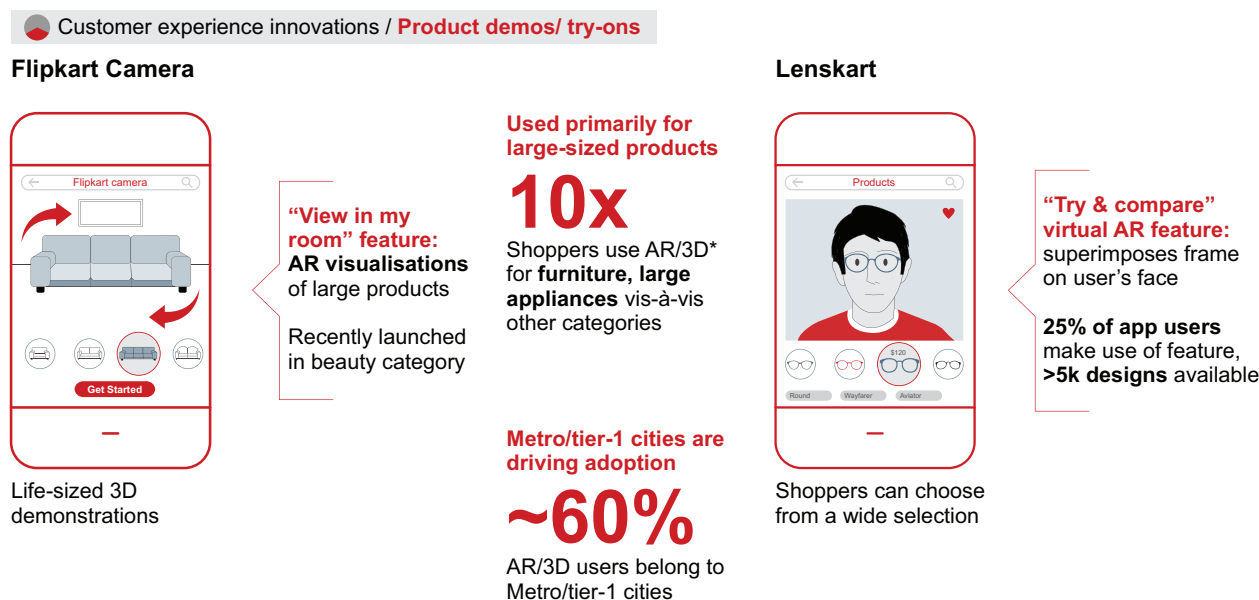 Customer experience innovations / Product demos/ try-ons
Flipkart Camera
Flipkart camera
Get Started
Life-sized 3D
demonstrations
“View in my
room” feature:
AR visualisations
of large products
Recently launched
in beauty category
Used primarily for
large-sized products
10x
Shoppers use AR/3D*
for furniture, large
appliances vis-à-vis
other categories
Metro/tier-1 cities are
driving adoption
~60%
AR/3D users belong to
Metro/tier-1 cities
Lenskart
Products
$120
Round Wayfarer Aviator
Shoppers can choose
from a wide selection
“Try & compare”
virtual AR feature:
superimposes frame
on user’s face
25% of app users
make use of feature,
>5k designs available